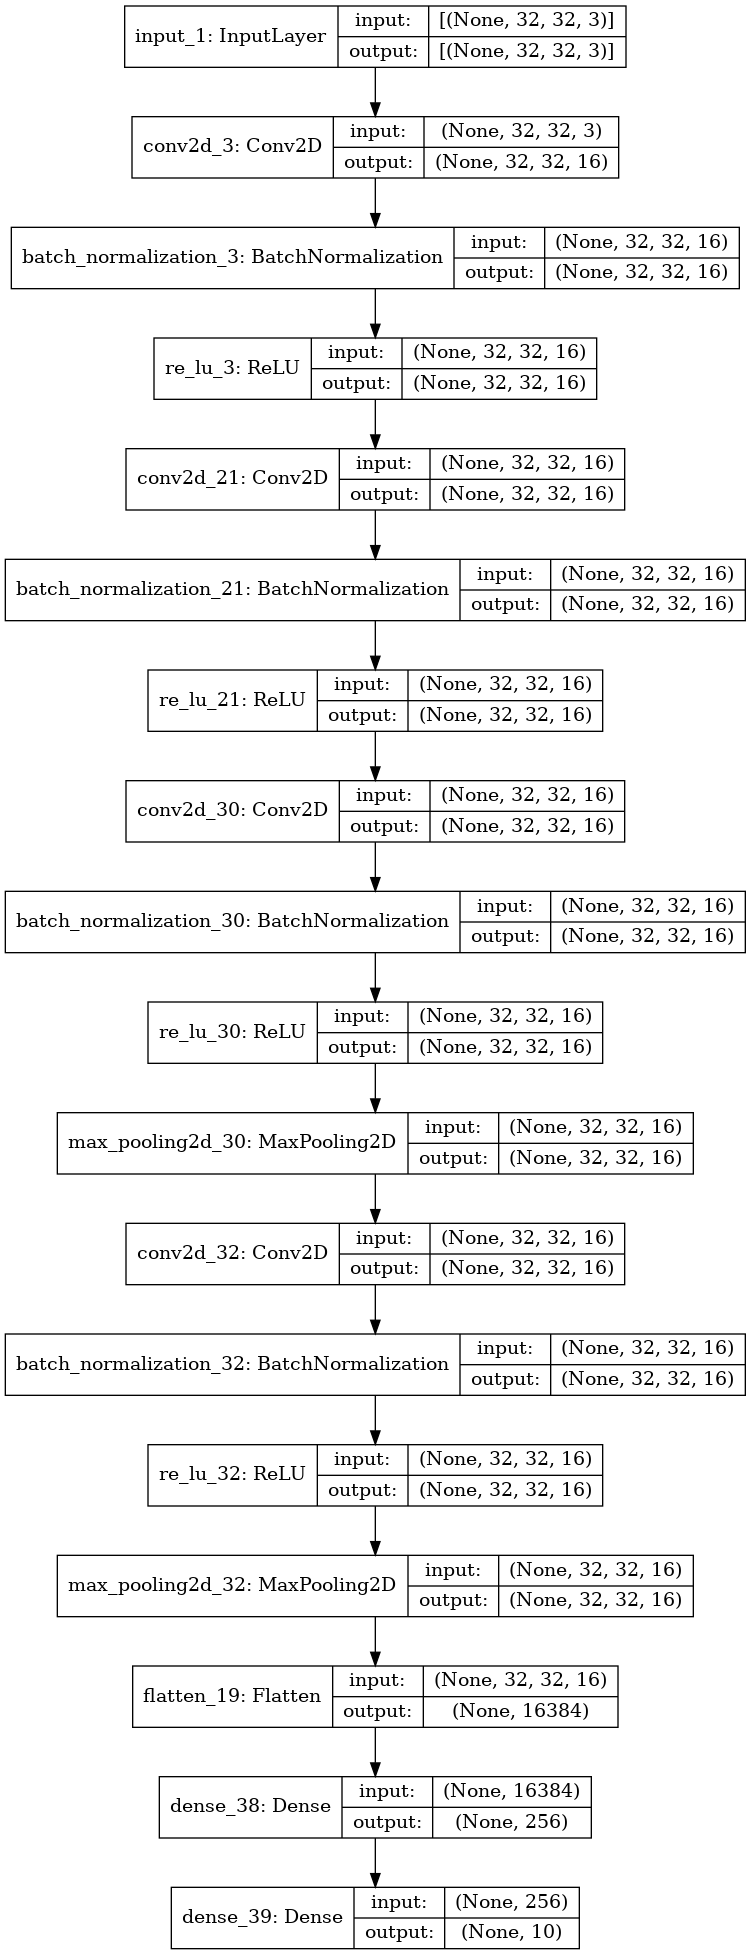 input_1: InputLayer
input: [(None, 32, 32, 3)]
output: [(None, 32, 32, 3)]
conv2d_3: Conv2D
input: (None, 32, 32, 3)
output: (None, 32, 32, 16)
batch_normalization_3: BatchNormalization
input: (None, 32, 32, 16)
output: (None, 32, 32, 16)
re_lu_3: ReLU
input: (None, 32, 32, 16)
output: (None, 32, 32, 16)
conv2d_21: Conv2D
input: (None, 32, 32, 16)
output: (None, 32, 32, 16)
batch_normalization_21: BatchNormalization
input: (None, 32, 32, 16)
output: (None, 32, 32, 16)
re_lu_21: ReLU
input: (None, 32, 32, 16)
output: (None, 32, 32, 16)
conv2d_30: Conv2D
input: (None, 32, 32, 16)
output: (None, 32, 32, 16)
batch_normalization_30: BatchNormalization
input: (None, 32, 32, 16)
output: (None, 32, 32, 16)
re_lu_30: ReLU
input: (None, 32, 32, 16)
output: (None, 32, 32, 16)
max_pooling2d_30: MaxPooling2D
input: (None, 32, 32, 16)
output: (None, 32, 32, 16)
conv2d_32: Conv2D
input: (None, 32, 32, 16)
output: (None, 32, 32, 16)
batch_normalization_32: BatchNormalization
input: (None, 32, 32, 16)
output: (None, 32, 32, 16)
re_lu_32: ReLU
input: (None, 32, 32, 16)
output: (None, 32, 32, 16)
max_pooling2d_32: MaxPooling2D
input: (None, 32, 32, 16)
output: (None, 32, 32, 16)
flatten_19: Flatten
input: (None, 32, 32, 16)
output: (None, 16384)
dense_38: Dense
input: (None, 16384)
output: (None, 256)
dense_39: Dense
input: (None, 256)
output: (None, 10)